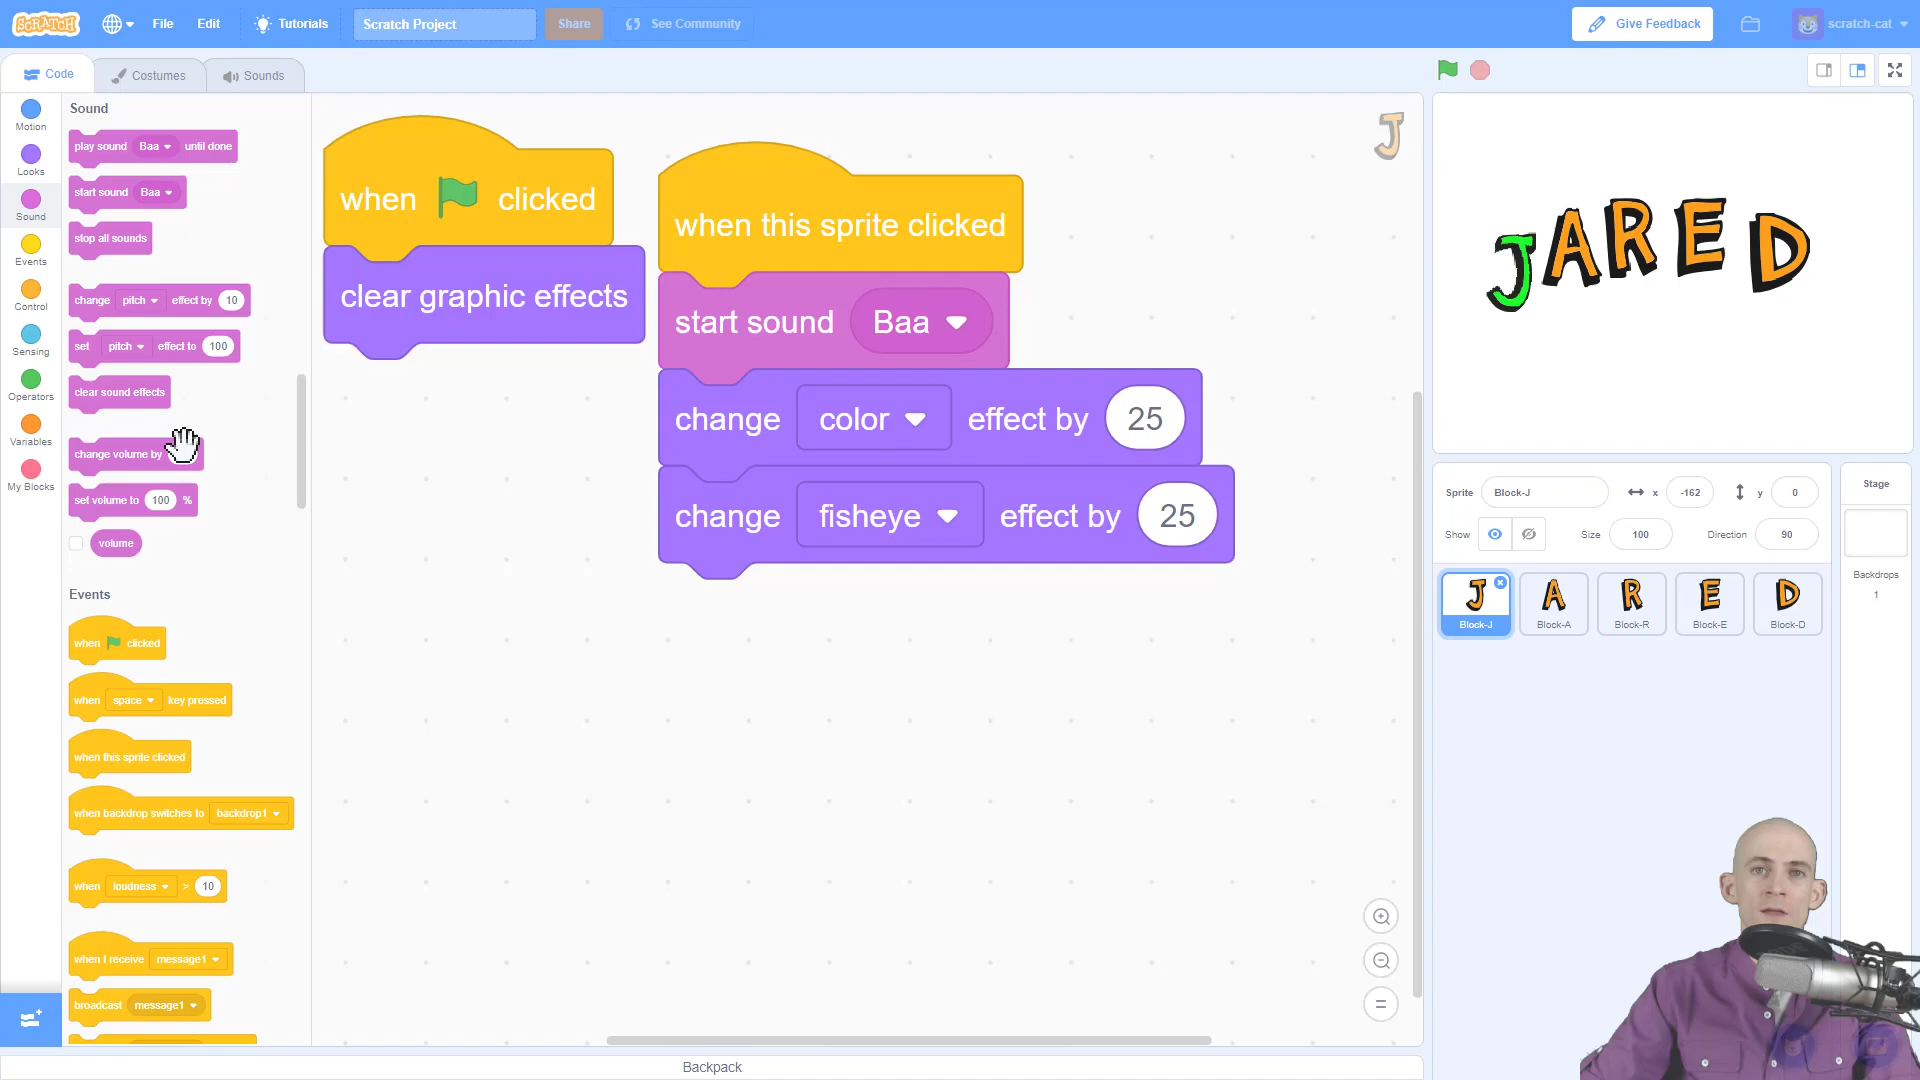 SCRATCH File Edit Tutorials Scratch Project Share See Community Give Feedback scratch-cat
Code Costumes Sounds
Motion
Looks
Sound
Events
Control
Sensing
Operators
Variables
My Blocks
Sound
play sound Baa until done
start sound Baa
stop all sounds
change pitch effect by 10
set pitch effect to 100
clear sound effects
change volume by
set volume to 100 %
volume
Events
when clicked
when space key pressed
when this sprite clicked
when backdrop switches to backdrop1
when loudness > 10
when I receive message1
broadcast message1
when clicked
clear graphic effects
when this sprite clicked
start sound Baa
change color effect by 25
change fisheye effect by 25
J
Backpack
JARED
Sprite Block-J x -162 y 0
Show Size 100 Direction 90
J A R E D
Block-J Block-A Block-R Block-E Block-D
Stage
Backdrops
1